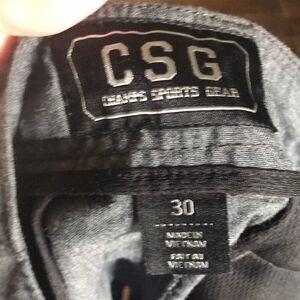 CSG
CHAMPS SPORTS GEAR
30
MADE IN
VIETNAM
FAIT AU
VIETNAM